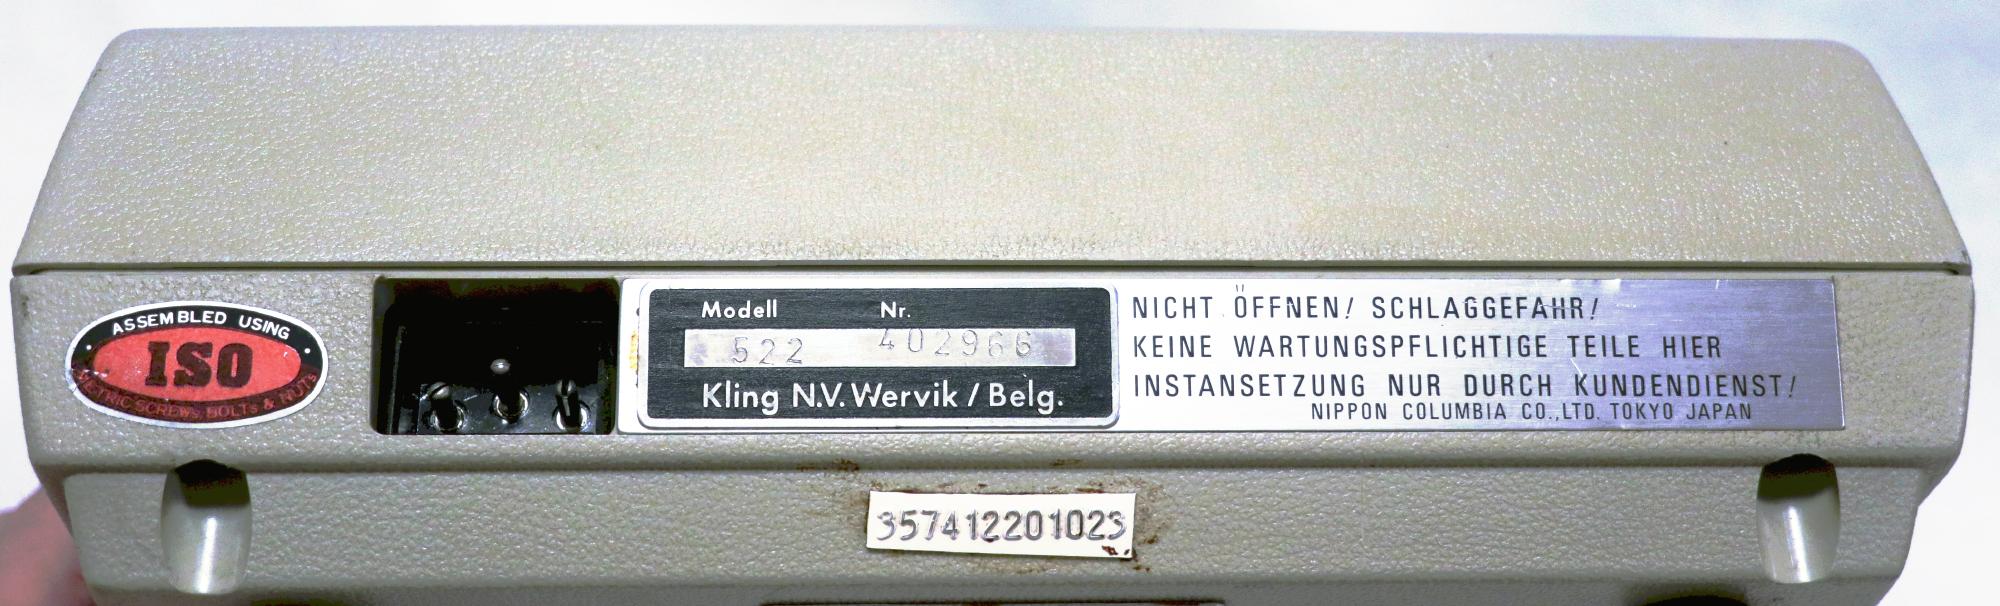 ASSEMBLED USING
ISO
METRIC SCREWS, BOLTS & NUTS
Modell Nr.
522 402966
Kling N.V. Wervik / Belg.
NICHT ÖFFNEN! SCHLAGGEFAHR!
KEINE WARTUNGSPFLICHTIGE TEILE HIER
INSTANSETZUNG NUR DURCH KUNDENDIENST!
NIPPON COLUMBIA CO.,LTD. TOKYO JAPAN
357412201023